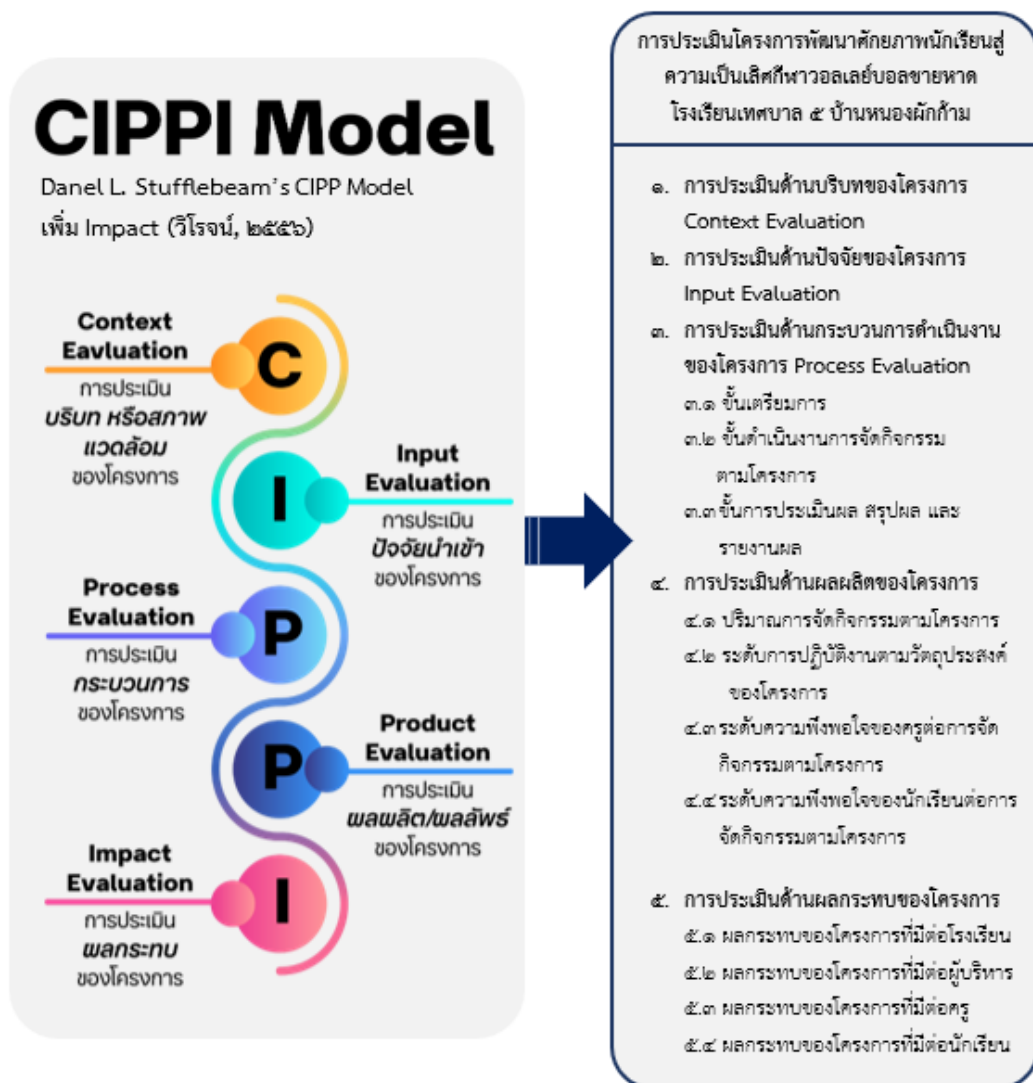 CIPPI Model
Danel L. Stufflebeam's CIPP Model
เพิ่ม Impact (วิโรจน์, ๒๕๕๖)
Context
Eavluation
การประเมิน
บริบท หรือสภาพ
แวดล้อม
ของโครงการ
C
Input
Evaluation
การประเมิน
ปัจจัยนำเข้า
ของโครงการ
I
Process
Evaluation
การประเมิน
กระบวนการ
ของโครงการ
P
Product
Evaluation
การประเมิน
ผลผลิต/ผลลัพธ์
ของโครงการ
P
Impact
Evaluation
การประเมิน
ผลกระทบ
ของโครงการ
I
การประเมินโครงการพัฒนาศักยภาพนักเรียนสู่
ความเป็นเลิศกีฬาวอลเลย์บอลชายหาด
โรงเรียนเทศบาล ๕ บ้านหนองผักก้าม
๑. การประเมินด้านบริบทของโครงการ
Context Evaluation
๒. การประเมินด้านปัจจัยของโครงการ
Input Evaluation
๓. การประเมินด้านกระบวนการดำเนินงาน
ของโครงการ Process Evaluation
๓.๑ ขั้นเตรียมการ
๓.๒ ขั้นดำเนินงานการจัดกิจกรรม
ตามโครงการ
๓.๓ ขั้นการประเมินผล สรุปผล และ
รายงานผล
๔. การประเมินด้านผลผลิตของโครงการ
๔.๑ ปริมาณการจัดกิจกรรมตามโครงการ
๔.๒ ระดับการปฏิบัติงานตามวัตถุประสงค์
ของโครงการ
๔.๓ ระดับความพึงพอใจของครูต่อการจัด
กิจกรรมตามโครงการ
๔.๔ ระดับความพึงพอใจของนักเรียนต่อการ
จัดกิจกรรมตามโครงการ
๕. การประเมินด้านผลกระทบของโครงการ
๕.๑ ผลกระทบของโครงการที่มีต่อโรงเรียน
๕.๒ ผลกระทบของโครงการที่มีต่อผู้บริหาร
๕.๓ ผลกระทบของโครงการที่มีต่อครู
๕.๔ ผลกระทบของโครงการที่มีต่อนักเรียน